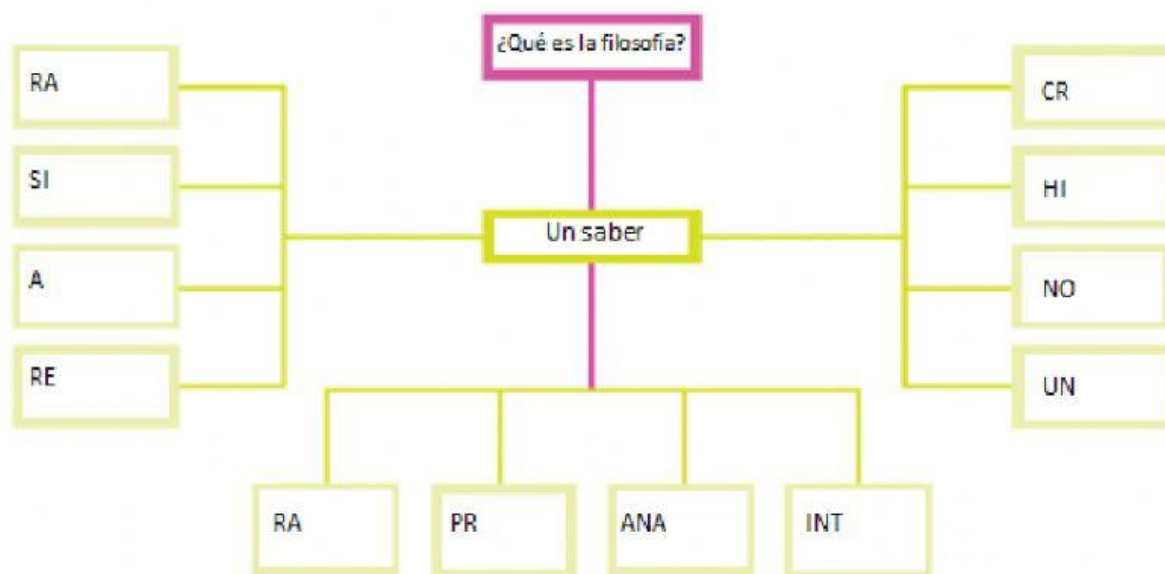 ¿Qué es la filosofía?
RA
SI
A
RE
Un saber
CR
HI
NO
UN
RA
PR
ANA
INT